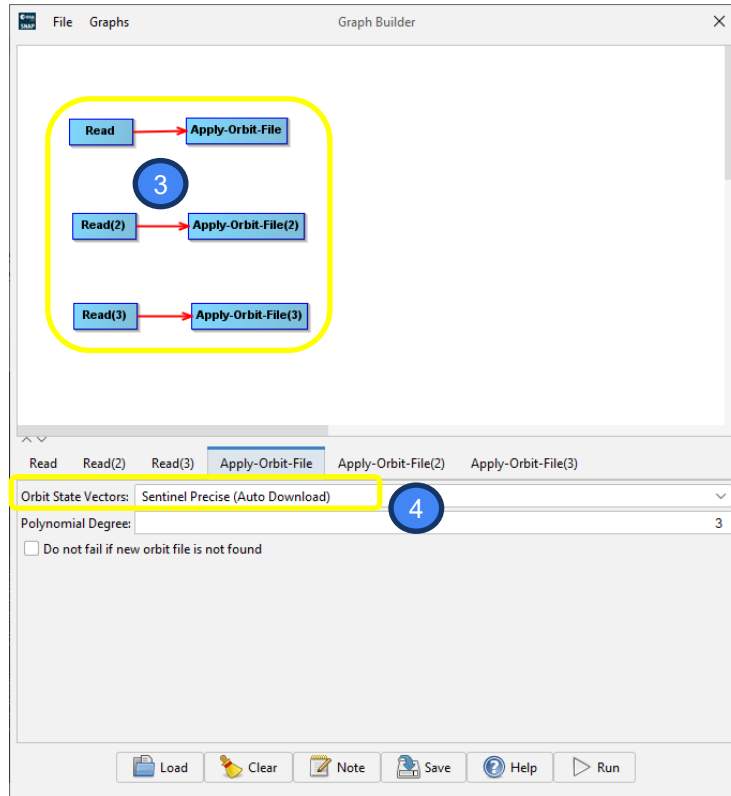 esa
SNAP
File Graphs Graph Builder
Read Apply-Orbit-File
3
Read(2) Apply-Orbit-File(2)
Read(3) Apply-Orbit-File(3)
Read Read(2) Read(3) Apply-Orbit-File Apply-Orbit-File(2) Apply-Orbit-File(3)
Orbit State Vectors: Sentinel Precise (Auto Download)
4
Polynomial Degree: 3
Do not fail if new orbit file is not found
Load Clear Note Save Help Run